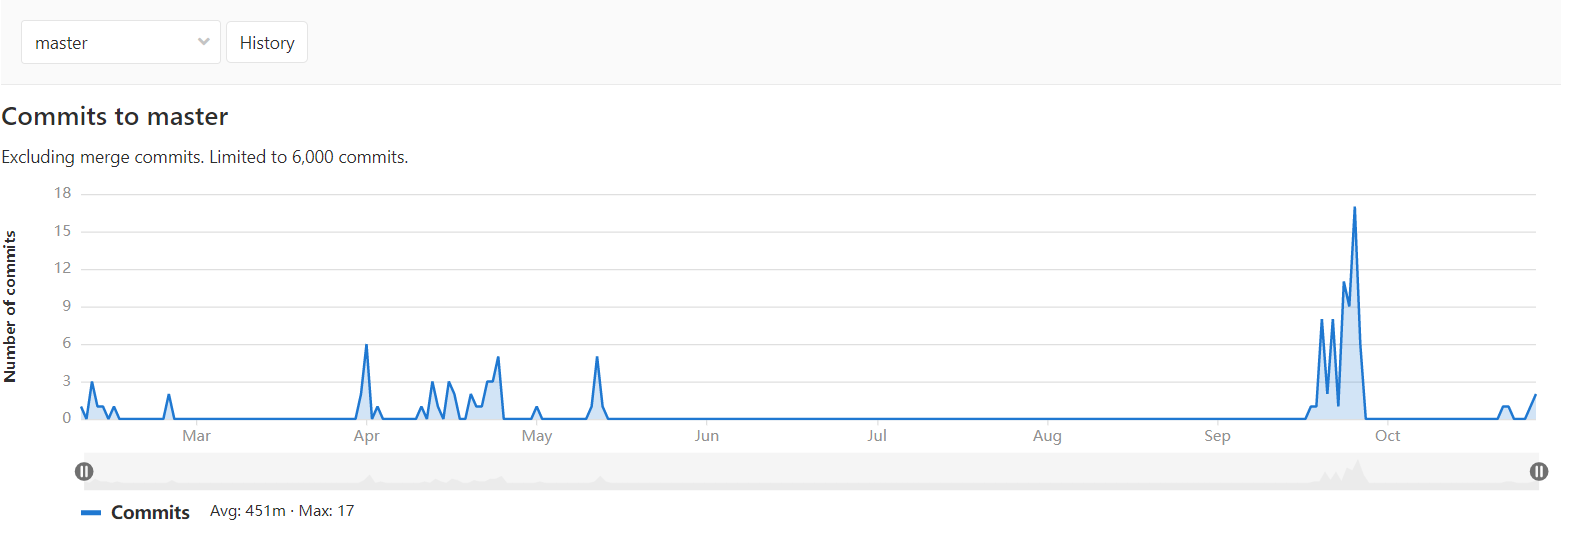 master History
Commits to master
Excluding merge commits. Limited to 6,000 commits.
Number of commits
18
15
12
9
6
3
0
Mar Apr May Jun Jul Aug Sep Oct
Commits Avg: 451m · Max: 17